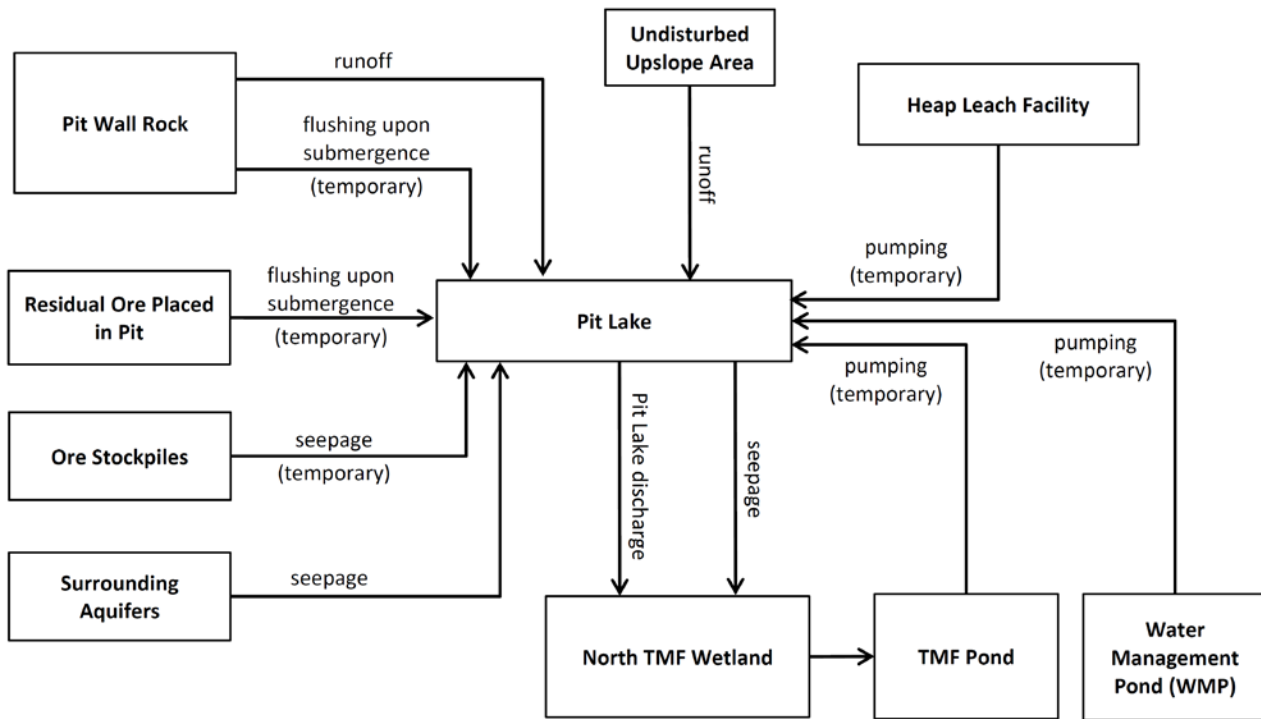 Undisturbed
Upslope Area
runoff
Pit Wall Rock
flushing upon
submergence
(temporary)
runoff
Heap Leach Facility
pumping
(temporary)
Residual Ore Placed
in Pit
flushing upon
submergence
(temporary)
Pit Lake
pumping
(temporary)
pumping
(temporary)
Ore Stockpiles
seepage
(temporary)
Pit Lake discharge
seepage
Surrounding
Aquifers
seepage
North TMF Wetland
TMF Pond
Water
Management
Pond (WMP)